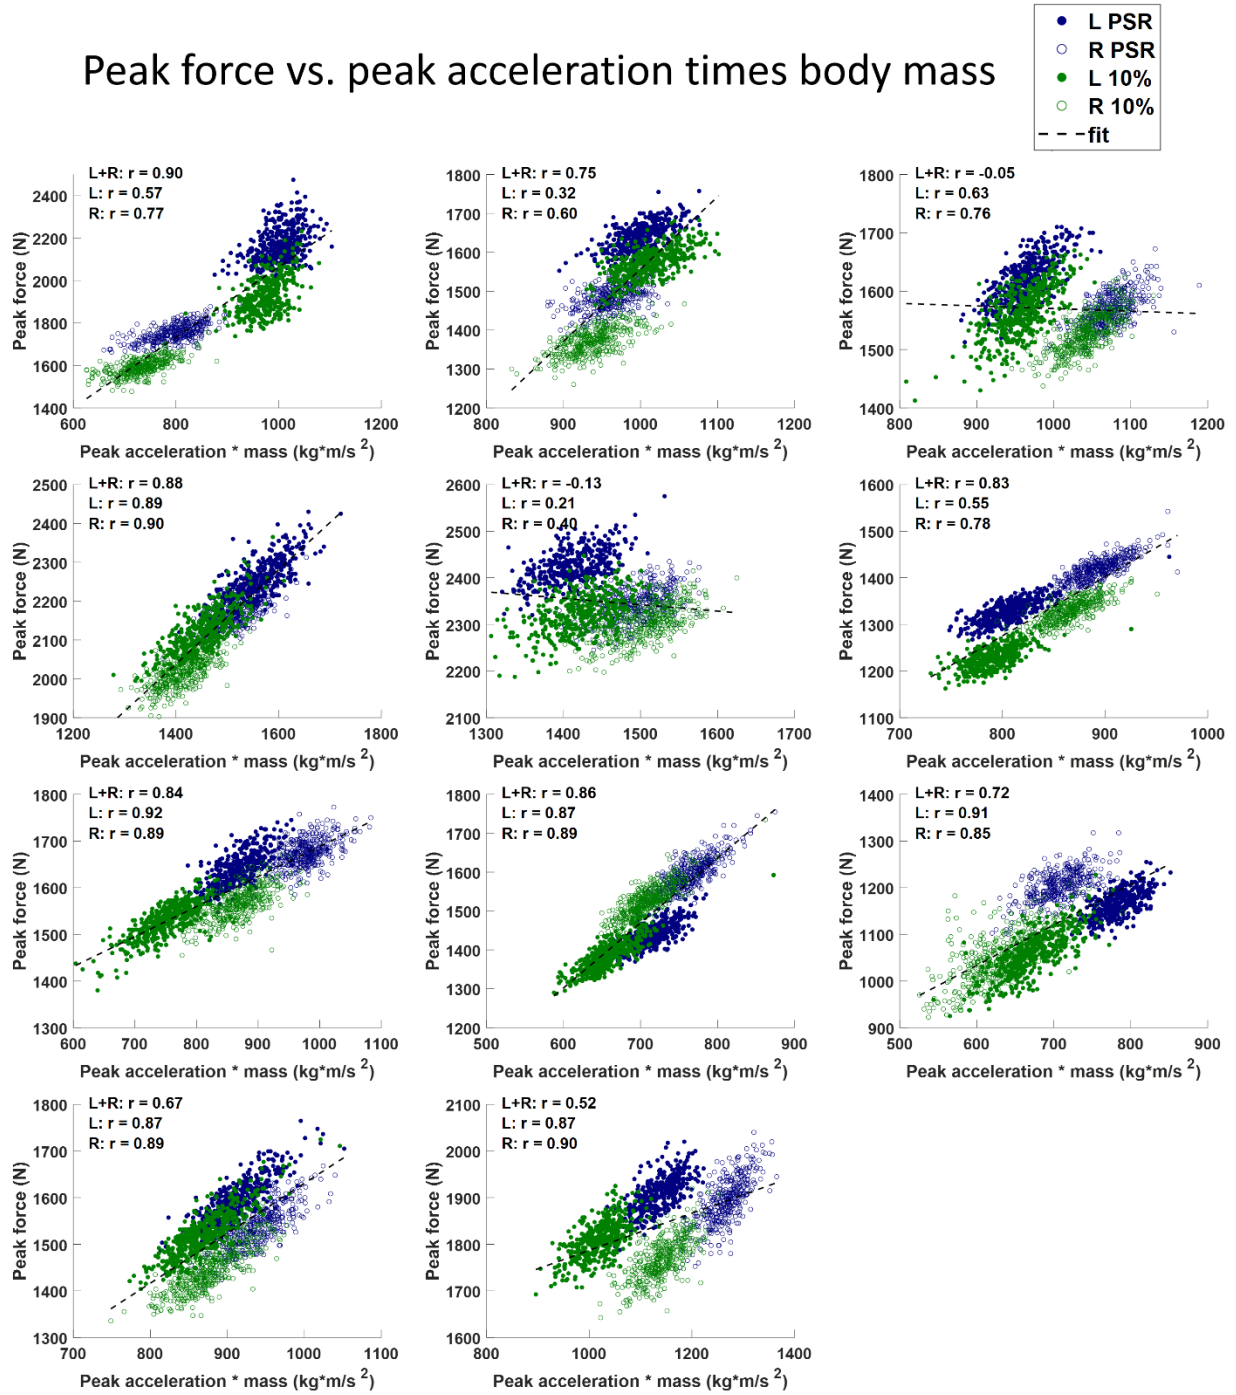 Peak force vs. peak acceleration times body mass
L PSR
R PSR
L 10%
R 10%
fit
L+R: r = 0.90
L: r = 0.57
R: r = 0.77
Peak force (N)
2400
2200
2000
1800
1600
1400
600
800
1000
1200
Peak acceleration * mass (kg*m/s ²)
L+R: r = 0.75
L: r = 0.32
R: r = 0.60
Peak force (N)
1800
1700
1600
1500
1400
1300
1200
800
900
1000
1100
1200
Peak acceleration * mass (kg*m/s ²)
L+R: r = -0.05
L: r = 0.63
R: r = 0.76
Peak force (N)
1800
1700
1600
1500
1400
800
900
1000
1100
1200
Peak acceleration * mass (kg*m/s ²)
L+R: r = 0.88
L: r = 0.89
R: r = 0.90
Peak force (N)
2500
2400
2300
2200
2100
2000
1900
1200
1400
1600
1800
Peak acceleration * mass (kg*m/s ²)
L+R: r = -0.13
L: r = 0.21
R: r = 0.40
Peak force (N)
2600
2500
2400
2300
2200
2100
1300
1400
1500
1600
1700
Peak acceleration * mass (kg*m/s ²)
L+R: r = 0.83
L: r = 0.55
R: r = 0.78
Peak force (N)
1600
1500
1400
1300
1200
1100
700
800
900
1000
Peak acceleration * mass (kg*m/s ²)
L+R: r = 0.84
L: r = 0.92
R: r = 0.89
Peak force (N)
1800
1700
1600
1500
1400
1300
600
700
800
900
1000
1100
Peak acceleration * mass (kg*m/s ²)
L+R: r = 0.86
L: r = 0.87
R: r = 0.89
Peak force (N)
1800
1700
1600
1500
1400
1300
1200
500
600
700
800
900
Peak acceleration * mass (kg*m/s ²)
L+R: r = 0.72
L: r = 0.91
R: r = 0.85
Peak force (N)
1400
1300
1200
1100
1000
900
500
600
700
800
900
Peak acceleration * mass (kg*m/s ²)
L+R: r = 0.67
L: r = 0.87
R: r = 0.89
Peak force (N)
1800
1700
1600
1500
1400
1300
700
800
900
1000
1100
Peak acceleration * mass (kg*m/s ²)
L+R: r = 0.52
L: r = 0.87
R: r = 0.90
Peak force (N)
2100
2000
1900
1800
1700
1600
800
1000
1200
1400
Peak acceleration * mass (kg*m/s ²)